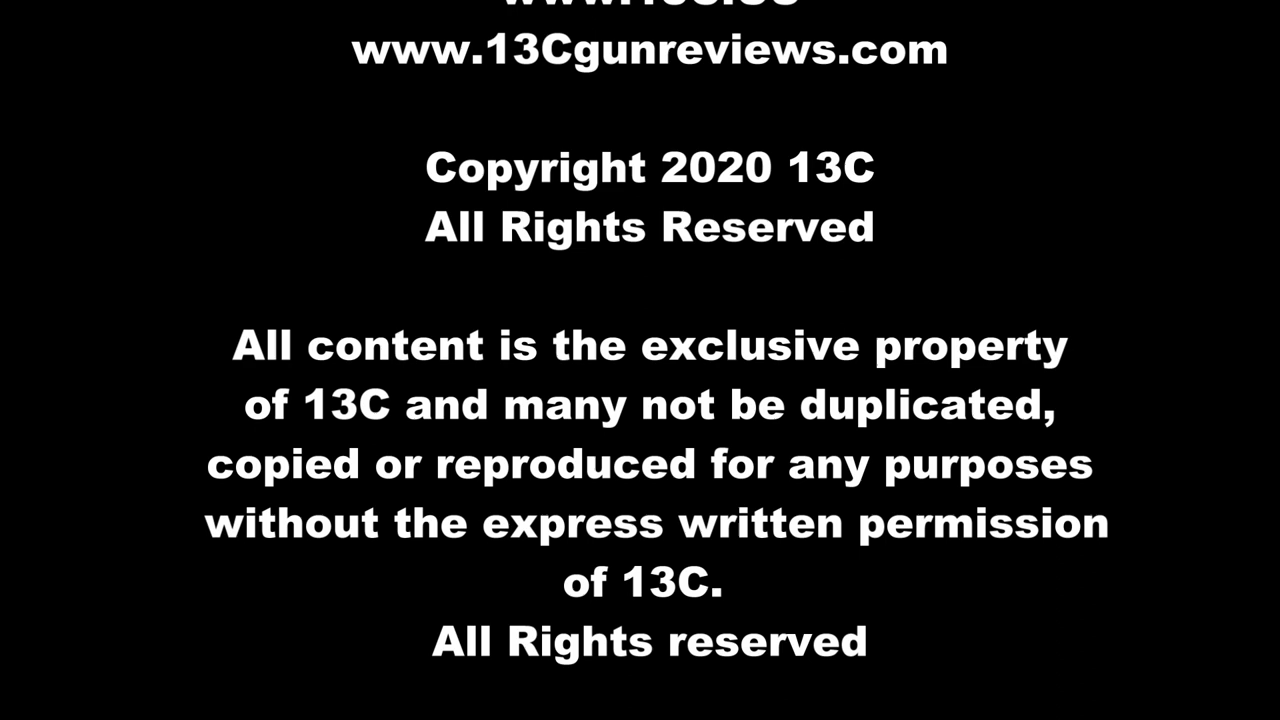 www.13Cgunreviews.com
Copyright 2020 13C
All Rights Reserved
All content is the exclusive property
of 13C and many not be duplicated,
copied or reproduced for any purposes
without the express written permission
of 13C.
All Rights reserved